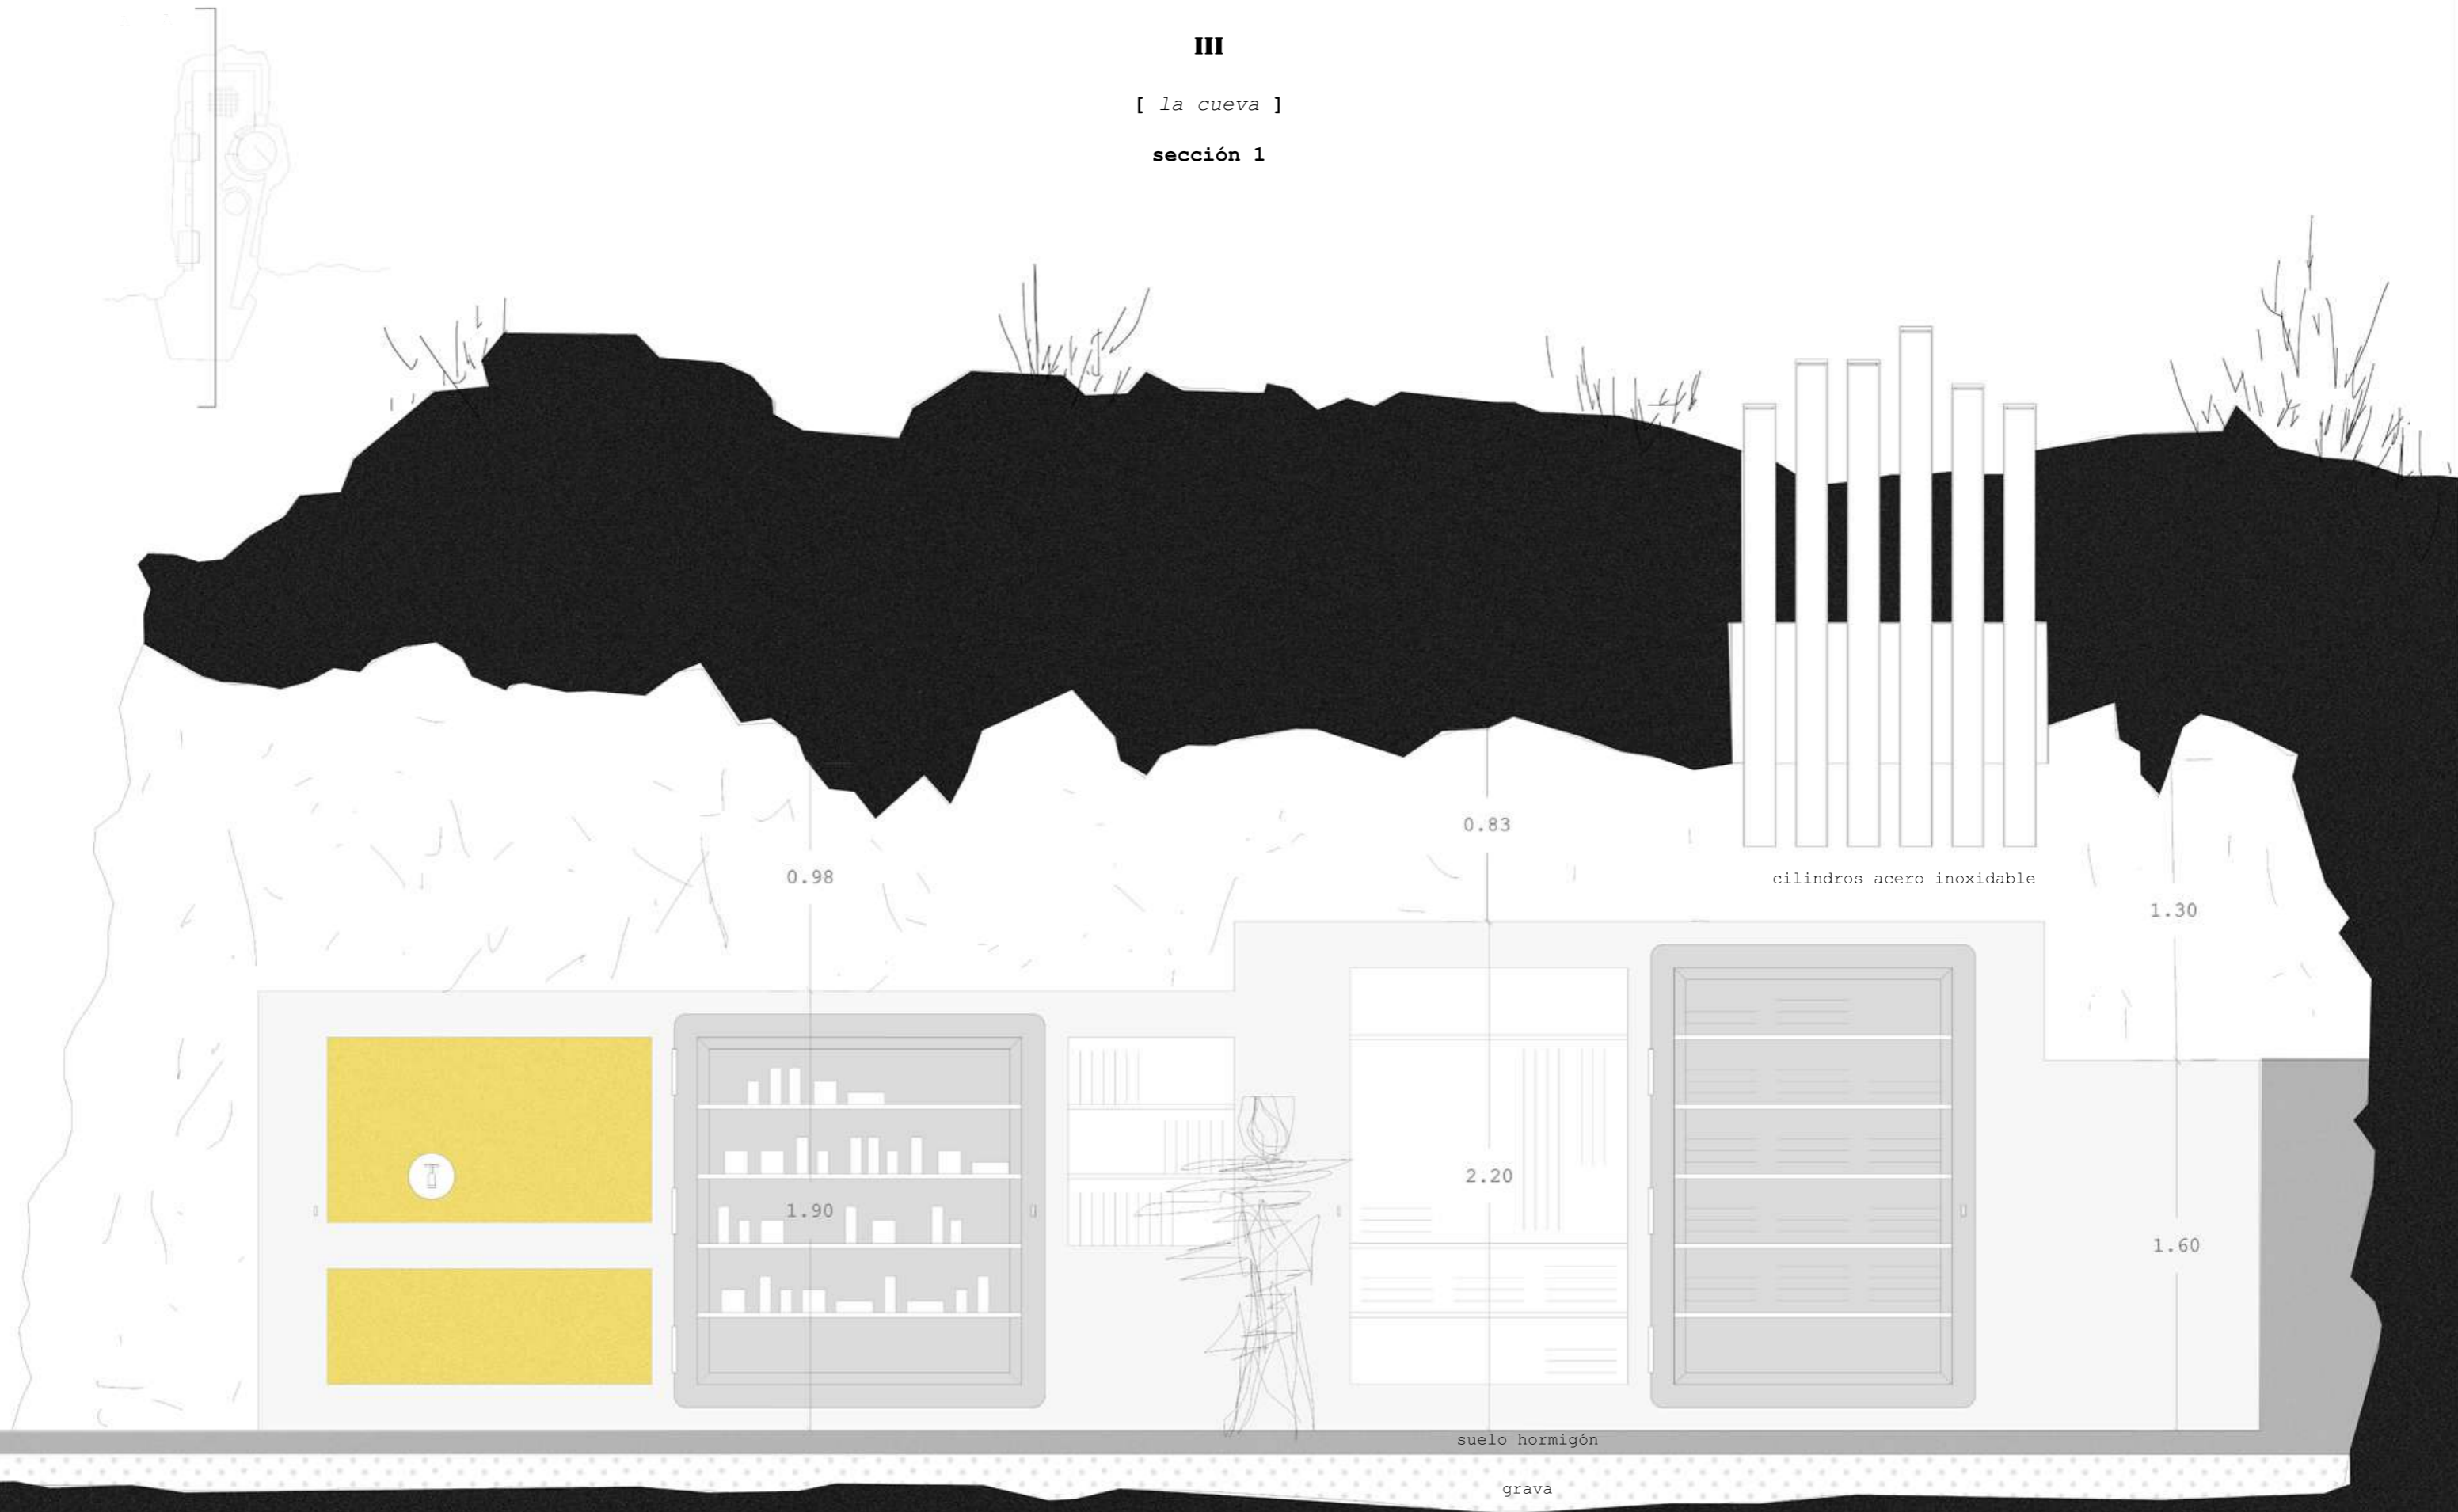 III
[ la cueva ]
sección 1
0.83
0.98
cilindros acero inoxidable
1.30
2.20
1.90
1.60
suelo hormigón
grava